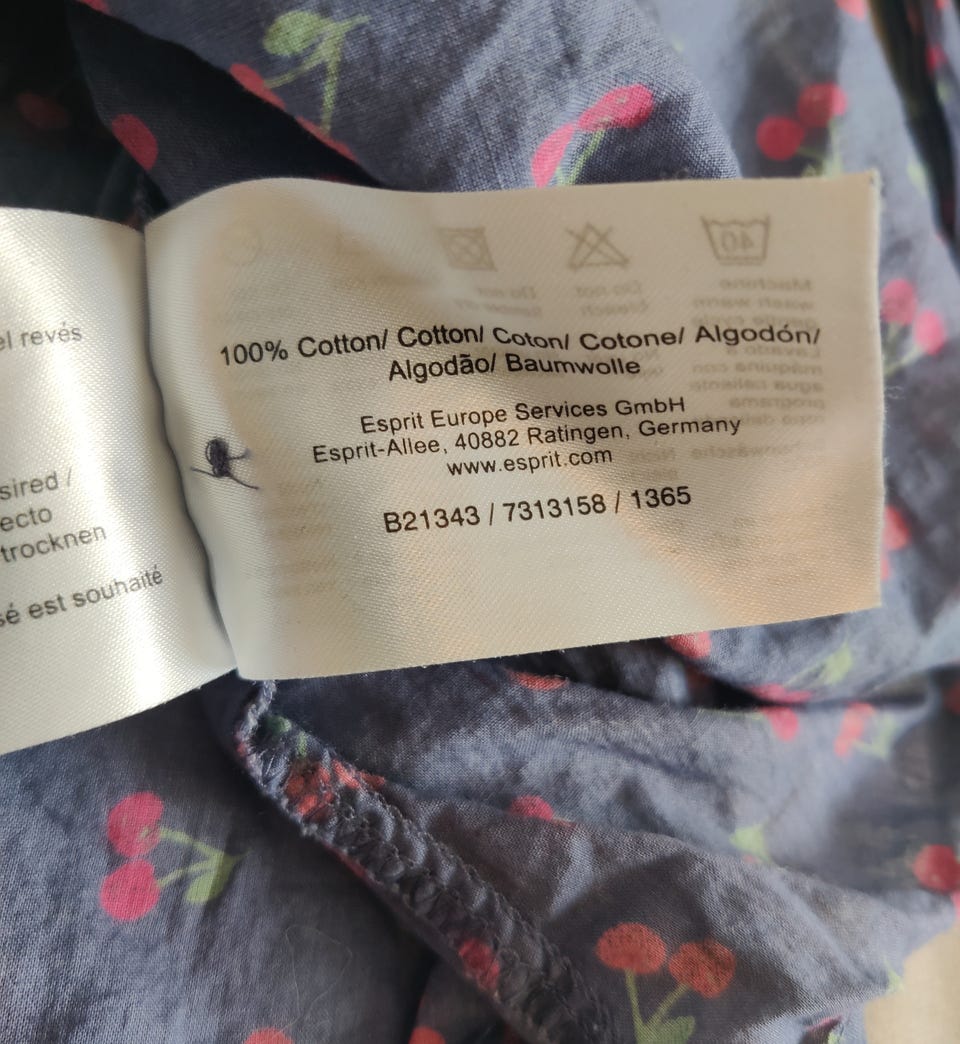 el revés
sired /
ecto
trocknen
sé est souhaité
100% Cotton/ Cotton/ Coton/ Cotone/ Algodón/
Algodão/ Baumwolle
Esprit Europe Services GmbH
Esprit-Allee, 40882 Ratingen, Germany
www.esprit.com
B21343 / 7313158 / 1365
40